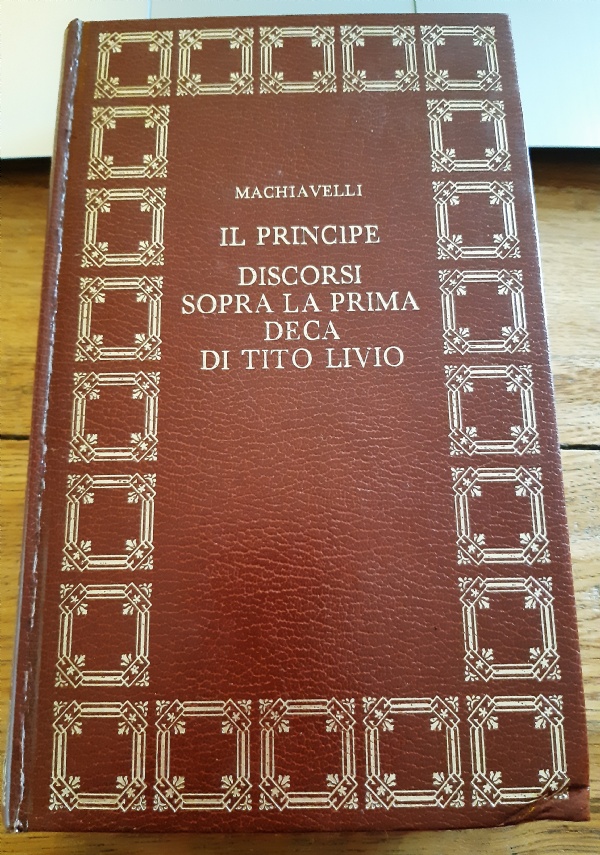 MACHIAVELLI
IL PRINCIPE
DISCORSI
SOPRA LA PRIMA
DECA
DI TITO LIVIO